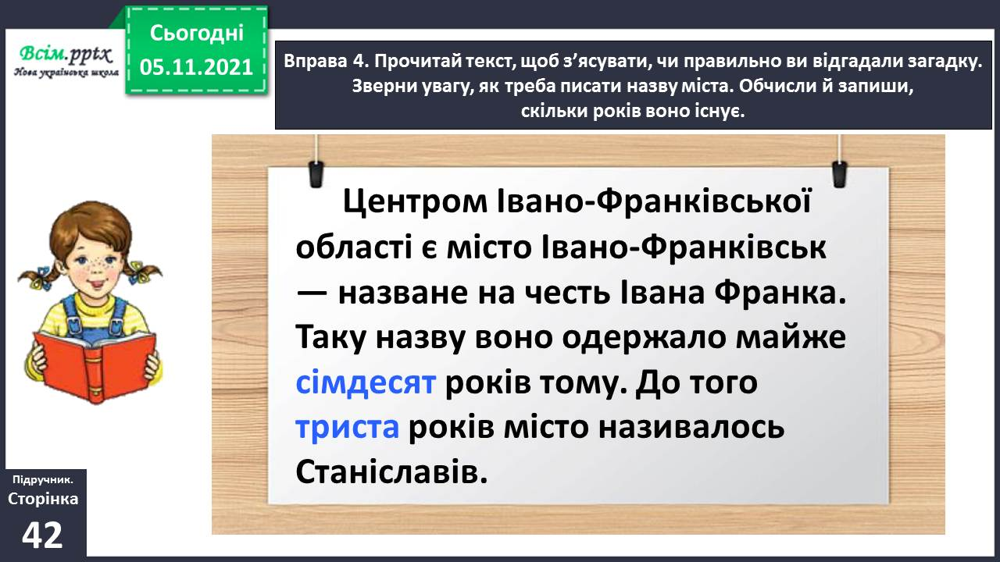 Всім.pptx
Нова українська школа
Сьогодні
05.11.2021
Вправа 4. Прочитай текст, щоб з’ясувати, чи правильно ви відгадали загадку.
Зверни увагу, як треба писати назву міста. Обчисли й запиши,
скільки років воно існує.
Центром Івано-Франківської
області є місто Івано-Франківськ
— назване на честь Івана Франка.
Таку назву воно одержало майже
сімдесят років тому. До того
триста років місто називалось
Станіславів.
Підручник.
Сторінка
42